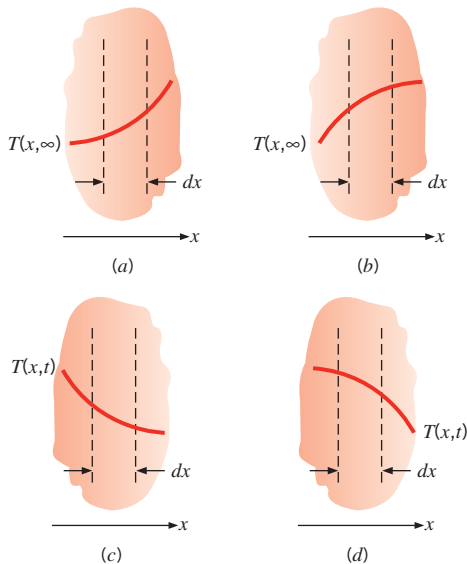 T(x,∞)
dx
x
(a)
T(x,∞)
dx
x
(b)
T(x,t)
dx
x
(c)
T(x,t)
dx
x
(d)